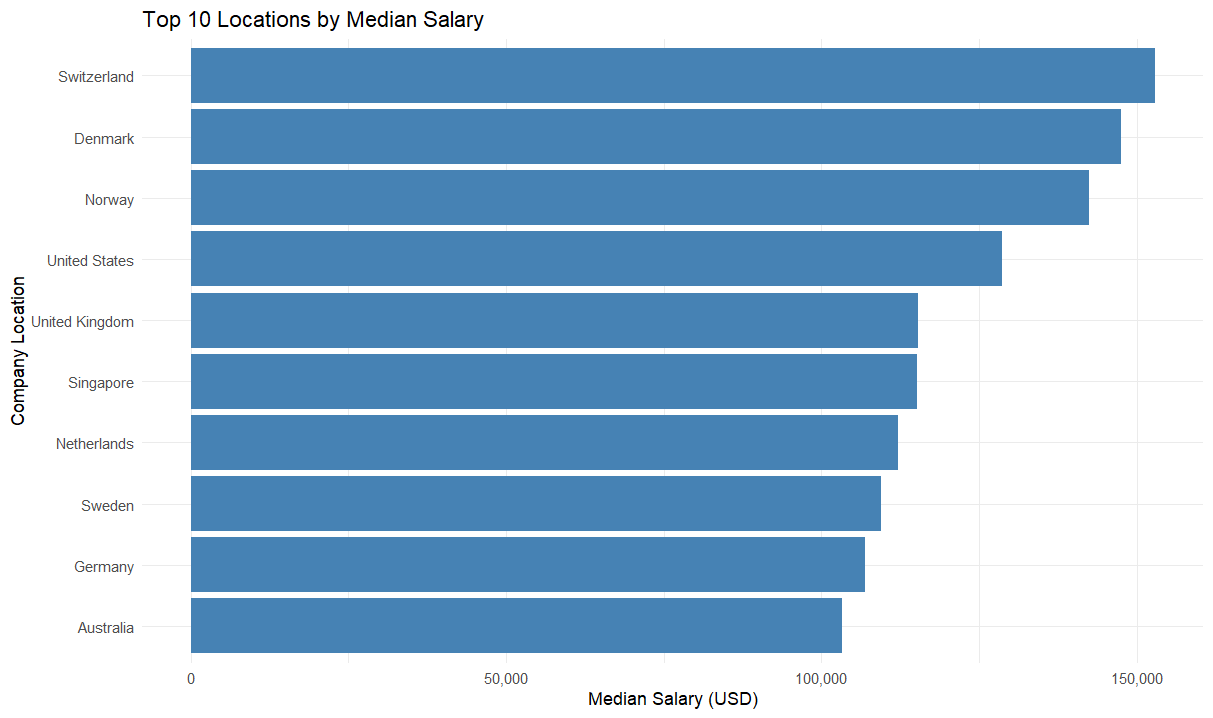 Top 10 Locations by Median Salary
Company Location
Switzerland
Denmark
Norway
United States
United Kingdom
Singapore
Netherlands
Sweden
Germany
Australia
0 50,000 100,000 150,000
Median Salary (USD)